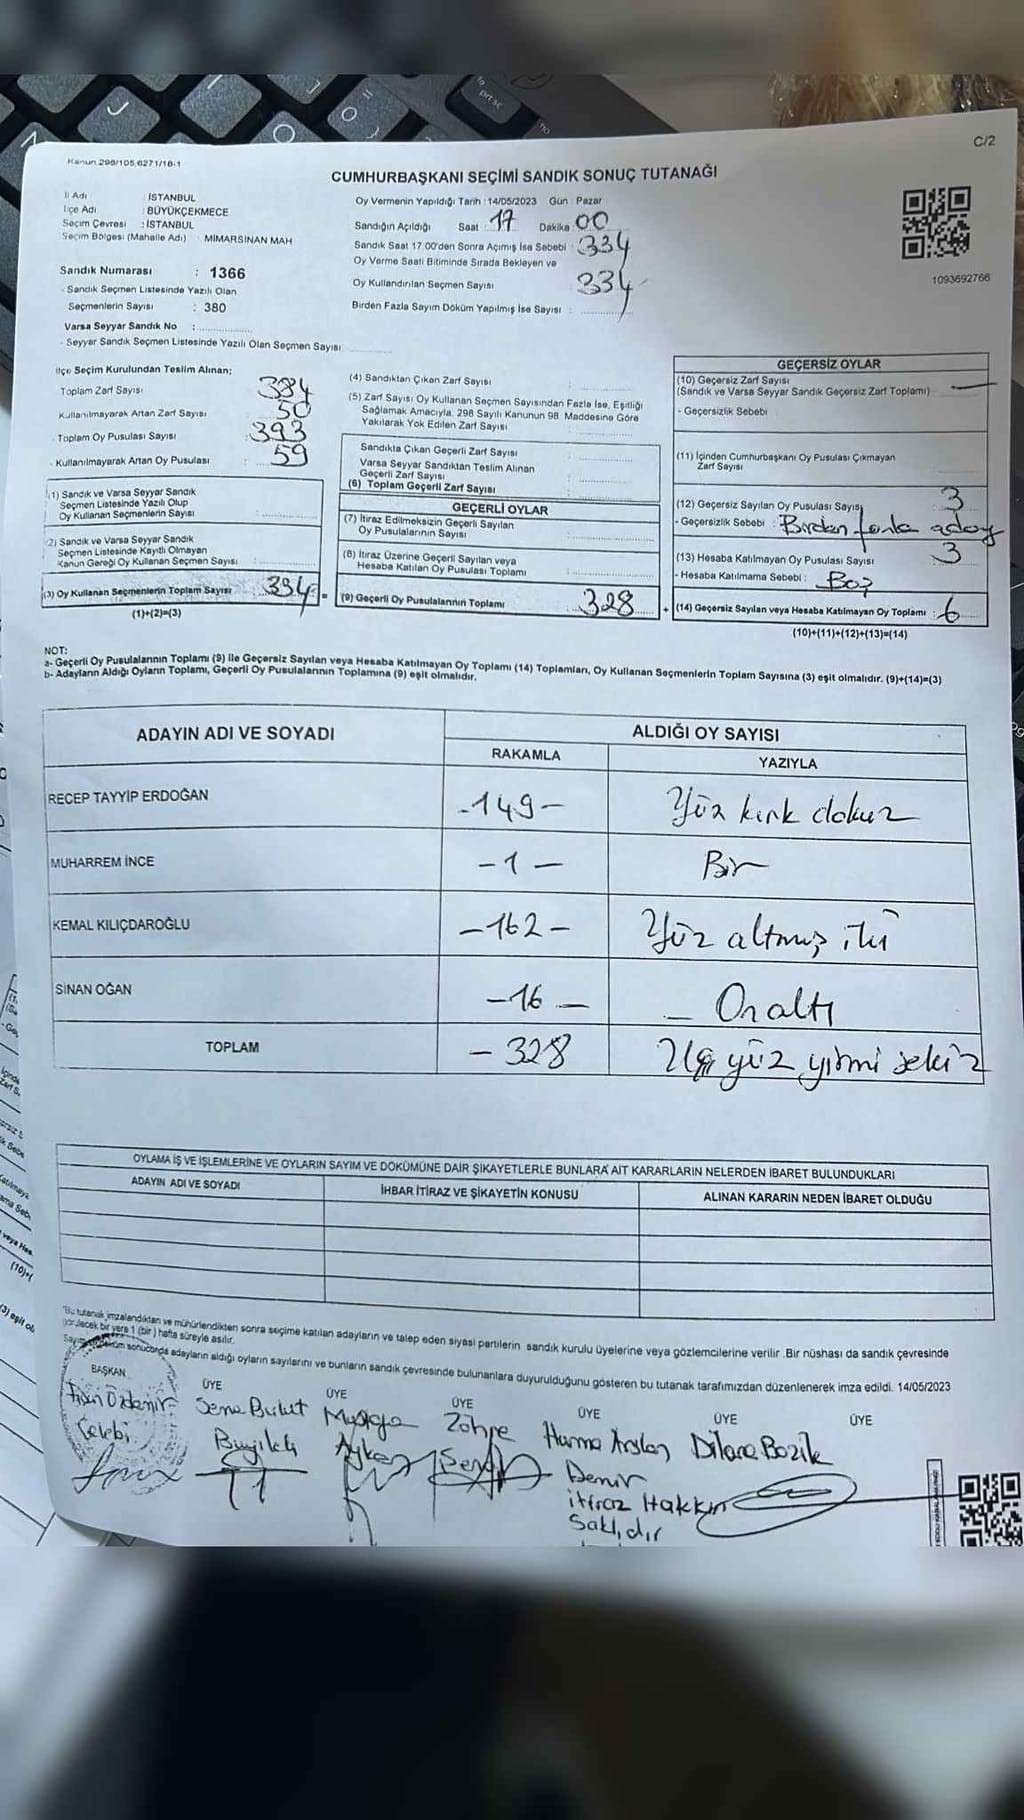 C/2
Kanun 298/105,6271/18-1
CUMHURBAŞKANI SEÇİMİ SANDIK SONUÇ TUTANAĞI
İl Adı : İSTANBUL
İlçe Adı : BÜYÜKÇEKMECE
Seçim Çevresi : İSTANBUL
Seçim Bölgesi (Mahalle Adı) : MİMARSİNAN MAH
Sandık Numarası : 1366
- Sandık Seçmen Listesinde Yazılı Olan
Seçmenlerin Sayısı : 380
Varsa Seyyar Sandık No :
- Seyyar Sandık Seçmen Listesinde Yazılı Olan Seçmen Sayısı
Oy Vermenin Yapıldığı Tarih : 14/05/2023 Gün : Pazar
Sandığın Açıldığı Saat : 17 Dakika : 00
Sandık Saat 17.00'den Sonra Açımış İse Sebebi : 334
Oy Verme Saati Bitiminde Sırada Bekleyen ve
Oy Kullandırılan Seçmen Sayısı 334
Birden Fazla Sayım Döküm Yapılmış İse Sayısı :
1093692766
İlçe Seçim Kurulundan Teslim Alınan;
Toplam Zarf Sayısı 384
Kullanılmayarak Artan Zarf Sayısı 50
Toplam Oy Pusulası Sayısı : 393
Kullanılmayarak Artan Oy Pusulası : 59
(1) Sandık ve Varsa Seyyar Sandık
Seçmen Listesinde Yazılı Olup
Oy Kullanan Seçmenlerin Sayısı :
(2) Sandık ve Varsa Seyyar Sandık
Seçmen Listesinde Kayıtlı Olmayan
Kanun Gereği Oy Kullanan Seçmen Sayısı :
(3) Oy Kullanan Seçmenlerin Toplam Sayısı 334 =
(1)+(2)=(3)
(4) Sandıktan Çıkan Zarf Sayısı :
(5) Zarf Sayısı Oy Kullanan Seçmen Sayısından Fazla İse, Eşitliği
Sağlamak Amacıyla, 298 Sayılı Kanunun 98. Maddesine Göre
Yakılarak Yok Edilen Zarf Sayısı :
Sandıkta Çıkan Geçerli Zarf Sayısı :
Varsa Seyyar Sandıktan Teslim Alınan
Geçerli Zarf Sayısı :
(6) Toplam Geçerli Zarf Sayısı :
GEÇERLİ OYLAR
(7) İtiraz Edilmeksizin Geçerli Sayılan
Oy Pusulalarının Sayısı :
(8) İtiraz Üzerine Geçerli Sayılan veya
Hesaba Katılan Oy Pusulaları Toplamı :
(9) Geçerli Oy Pusulalarının Toplamı 328 +
GEÇERSİZ OYLAR
(10) Geçersiz Zarf Sayısı
(Sandık ve Varsa Seyyar Sandık Geçersiz Zarf Toplamı) : —
- Geçersizlik Sebebi :
(11) İçinden Cumhurbaşkanı Oy Pusulası Çıkmayan
Zarf Sayısı
(12) Geçersiz Sayılan Oy Pusulası Sayısı 3
- Geçersizlik Sebebi : Birden fazla aday
(13) Hesaba Katılmayan Oy Pusulası Sayısı : 3
- Hesaba Katılmama Sebebi : Boş
(14) Geçersiz Sayılan veya Hesaba Katılmayan Oy Toplamı : 6
(10)+(11)+(12)+(13)=(14)
NOT:
a- Geçerli Oy Pusulalarının Toplamı (9) ile Geçersiz Sayılan veya Hesaba Katılmayan Oy Toplamı (14) Toplamları, Oy Kullanan Seçmenlerin Toplam Sayısına (3) eşit olmalıdır. (9)+(14)=(3)
b- Adayların Aldığı Oyların Toplamı, Geçerli Oy Pusulalarının Toplamına (9) eşit olmalıdır.
ADAYIN ADI VE SOYADI
ALDIĞI OY SAYISI
RAKAMLA YAZIYLA
RECEP TAYYİP ERDOĞAN -149- Yüz kırk dokuz
MUHARREM İNCE -1- Bir
KEMAL KILIÇDAROĞLU -162- Yüz altmış iki
SİNAN OĞAN -16- - On altı
TOPLAM -328 Üç yüz yirmi sekiz
OYLAMA İŞ VE İŞLEMLERİNE VE OYLARIN SAYIM VE DÖKÜMÜNE DAİR ŞİKAYETLERLE BUNLARA AİT KARARLARIN NELERDEN İBARET BULUNDUKLARI
ADAYIN ADI VE SOYADI İHBAR İTİRAZ VE ŞİKAYETİN KONUSU ALINAN KARARIN NEDEN İBARET OLDUĞU
*Bu tutanak imzalandıktan ve mühürlendikten sonra seçime katılan adayların ve talep eden siyasi partilerin sandık kurulu üyelerine veya gözlemcilerine verilir. Bir nüshası da sandık çevresinde
görülecek bir yere 1 (bir) hafta süreyle asılır.
Sayım döküm sonucunda adayların aldığı oyların sayılarını ve bunların sandık çevresinde bulunanlara duyurulduğunu gösteren bu tutanak tarafımızdan düzenlenerek imza edildi. 14/05/2023
BAŞKAN ÜYE ÜYE ÜYE ÜYE ÜYE ÜYE
Özdemir Sena Bulut Mustafa Zöhre Arslan Dilara Bozik
Çelebi Demir
itiraz Hakkım
Saklıdır